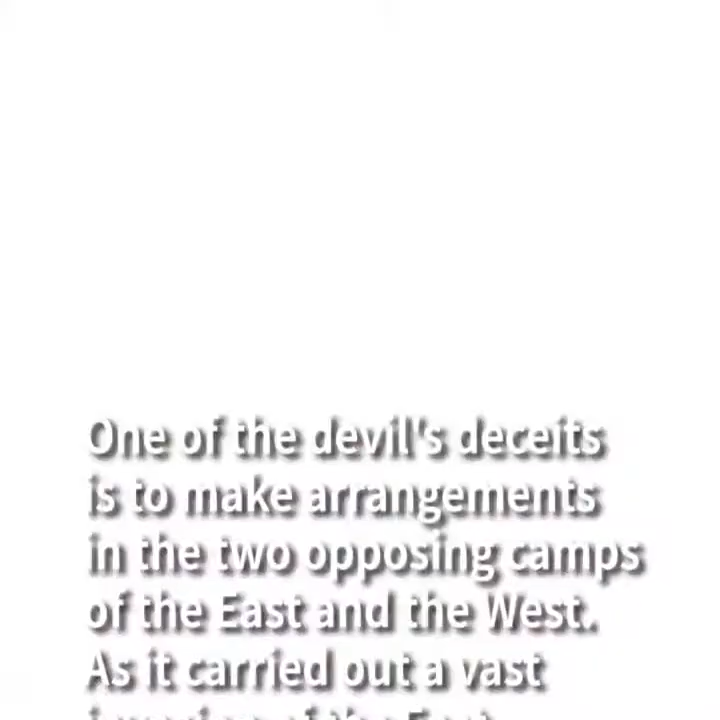 One of the devil's deceits
is to make arrangements
in the two opposing camps
of the East and the West.
As it carried out a vast